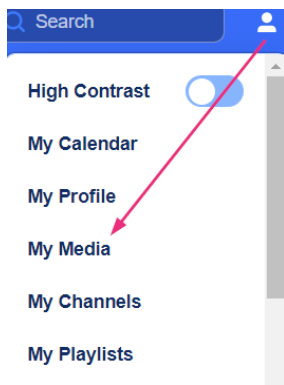 Search
High Contrast
My Calendar
My Profile
My Media
My Channels
My Playlists